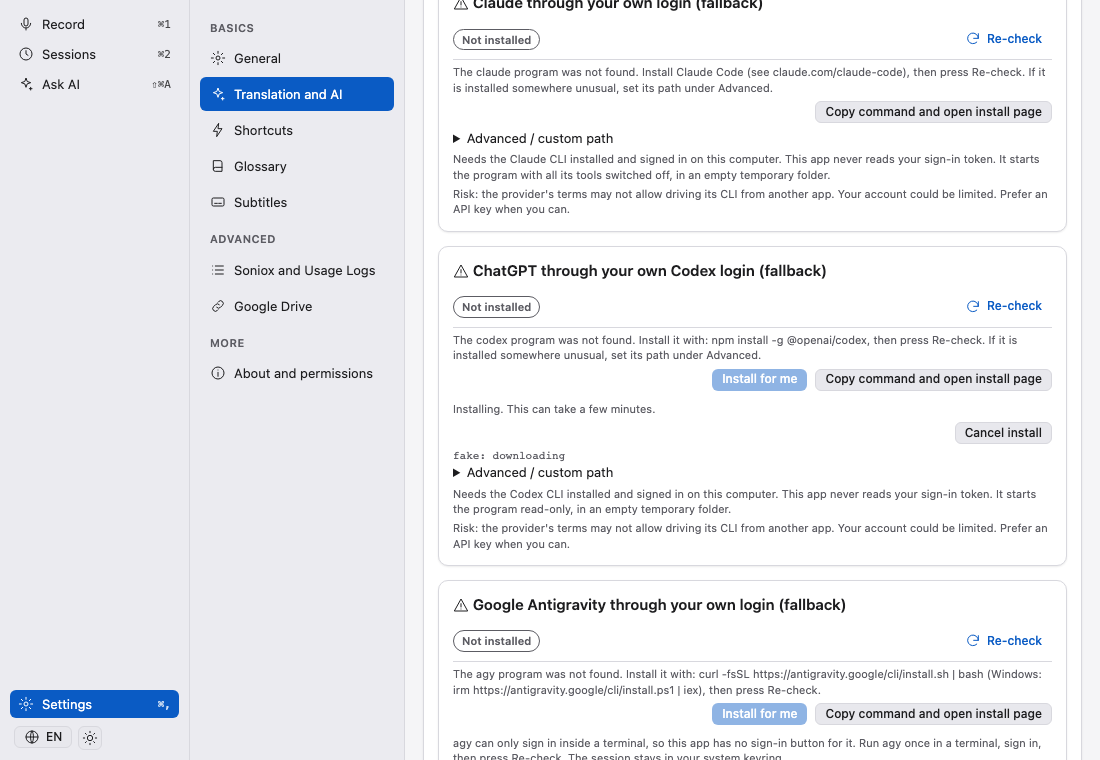 Record ⌘1
Sessions ⌘2
Ask AI ⇧⌘A
Settings ⌘,
EN
BASICS
General
Translation and AI
Shortcuts
Glossary
Subtitles
ADVANCED
Soniox and Usage Logs
Google Drive
MORE
About and permissions
Claude through your own login (fallback)
Not installed
Re-check
The claude program was not found. Install Claude Code (see claude.com/claude-code), then press Re-check. If it
is installed somewhere unusual, set its path under Advanced.
Copy command and open install page
Advanced / custom path
Needs the Claude CLI installed and signed in on this computer. This app never reads your sign-in token. It starts
the program with all its tools switched off, in an empty temporary folder.
Risk: the provider's terms may not allow driving its CLI from another app. Your account could be limited. Prefer an
API key when you can.
ChatGPT through your own Codex login (fallback)
Not installed
Re-check
The codex program was not found. Install it with: npm install -g @openai/codex, then press Re-check. If it is
installed somewhere unusual, set its path under Advanced.
Install for me
Copy command and open install page
Installing. This can take a few minutes.
Cancel install
fake: downloading
Advanced / custom path
Needs the Codex CLI installed and signed in on this computer. This app never reads your sign-in token. It starts
the program read-only, in an empty temporary folder.
Risk: the provider's terms may not allow driving its CLI from another app. Your account could be limited. Prefer an
API key when you can.
Google Antigravity through your own login (fallback)
Not installed
Re-check
The agy program was not found. Install it with: curl -fsSL https://antigravity.google/cli/install.sh | bash (Windows:
irm https://antigravity.google/cli/install.ps1 | iex), then press Re-check.
Install for me
Copy command and open install page
agy can only sign in inside a terminal, so this app has no sign-in button for it. Run agy once in a terminal, sign in,
then press Re-check. The session stays in your system keyring.